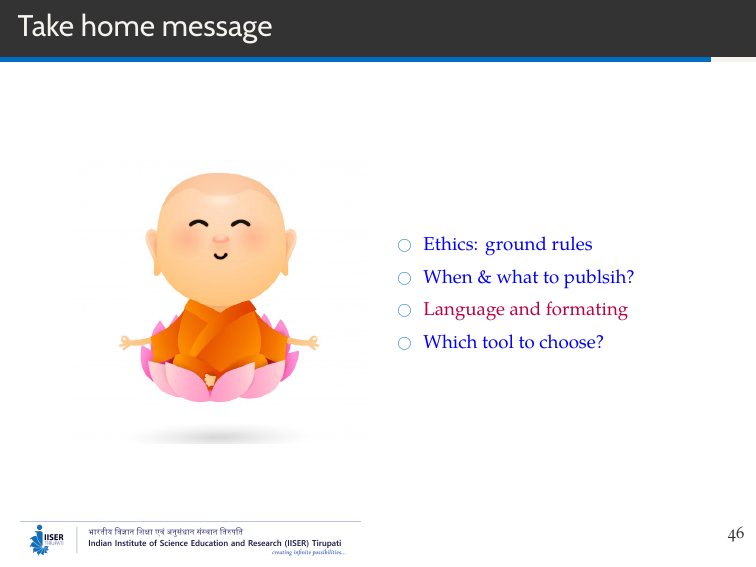 Take home message
Ethics: ground rules
When & what to publsih?
Language and formating
Which tool to choose?
IISER
TIRUPATI
भारतीय विज्ञान शिक्षा एवं अनुसंधान संस्थान तिरुपति
Indian Institute of Science Education and Research (IISER) Tirupati
creating infinite possibilities...
46